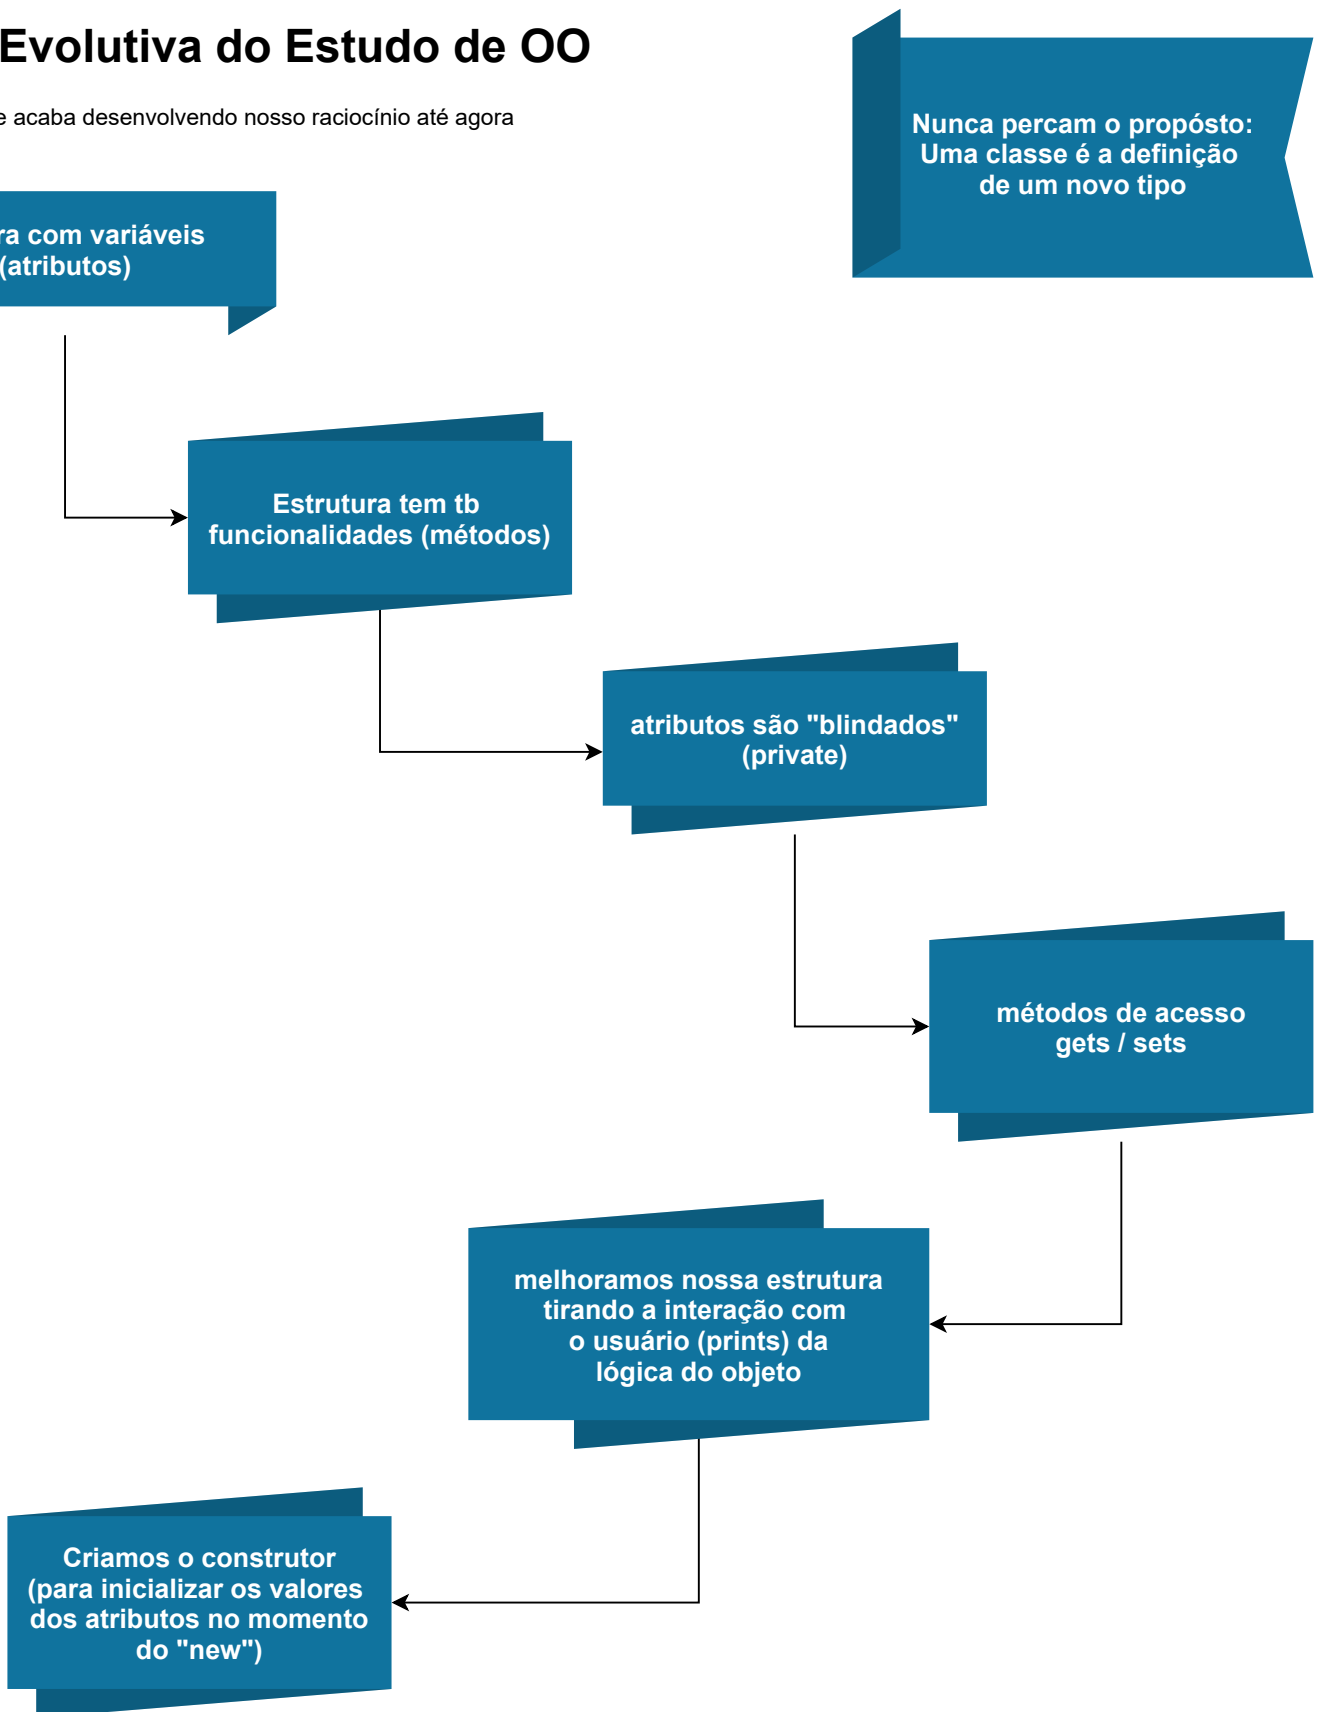 Evolutiva do Estudo de OO
e acaba desenvolvendo nosso raciocínio até agora
Nunca percam o propósto:
Uma classe é a definição
de um novo tipo
ra com variáveis
(atributos)
Estrutura tem tb
funcionalidades (métodos)
atributos são "blindados"
(private)
métodos de acesso
gets / sets
melhoramos nossa estrutura
tirando a interação com
o usuário (prints) da
lógica do objeto
Criamos o construtor
(para inicializar os valores
dos atributos no momento
do "new")